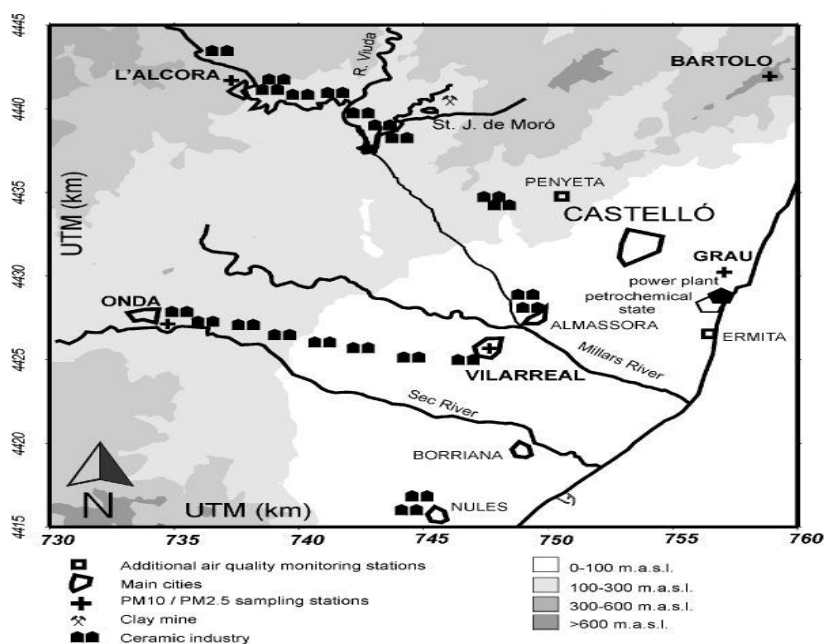 4445
4440
4435
4430
4425
4420
4415
UTM (km)
L'ALCORA
R. Viuda
BARTOLO
St. J. de Moró
PENYETA
CASTELLÓ
GRAU
power plant
petrochemical
state
ONDA
ALMASSORA
ERMITA
VILARREAL
Millars River
Sec River
BORRIANA
NULES
N
UTM (km)
730
735
740
745
750
755
760
Additional air quality monitoring stations
Main cities
PM10 / PM2.5 sampling stations
Clay mine
Ceramic industry
0-100 m.a.s.l.
100-300 m.a.s.l.
300-600 m.a.s.l.
>600 m.a.s.l.